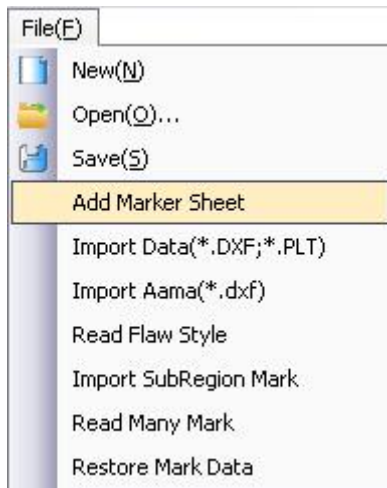 File(F)
New(N)
Open(O)...
Save(S)
Add Marker Sheet
Import Data(*.DXF;*.PLT)
Import Aama(*.dxf)
Read Flaw Style
Import SubRegion Mark
Read Many Mark
Restore Mark Data